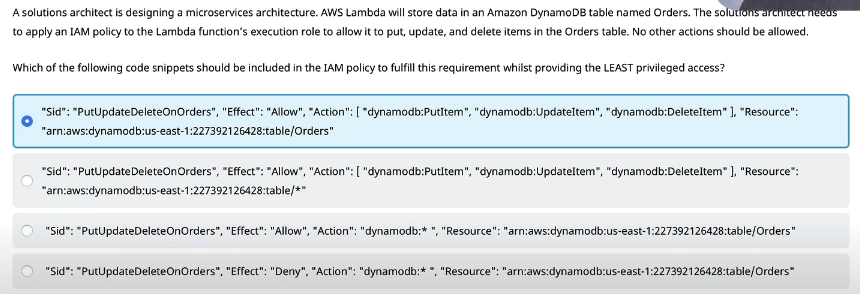 A solutions architect is designing a microservices architecture. AWS Lambda will store data in an Amazon DynamoDB table named Orders. The solutions architect needs
to apply an IAM policy to the Lambda function's execution role to allow it to put, update, and delete items in the Orders table. No other actions should be allowed.
Which of the following code snippets should be included in the IAM policy to fulfill this requirement whilst providing the LEAST privileged access?
"Sid": "PutUpdateDeleteOnOrders", "Effect": "Allow", "Action": [ "dynamodb:PutItem", "dynamodb:UpdateItem", "dynamodb:DeleteItem" ], "Resource":
"arn:aws:dynamodb:us-east-1:227392126428:table/Orders"
"Sid": "PutUpdateDeleteOnOrders", "Effect": "Allow", "Action": [ "dynamodb:PutItem", "dynamodb:UpdateItem", "dynamodb:DeleteItem" ], "Resource":
"arn:aws:dynamodb:us-east-1:227392126428:table/*"
"Sid": "PutUpdateDeleteOnOrders", "Effect": "Allow", "Action": "dynamodb:* ", "Resource": "arn:aws:dynamodb:us-east-1:227392126428:table/Orders"
"Sid": "PutUpdateDeleteOnOrders", "Effect": "Deny", "Action": "dynamodb:* ", "Resource": "arn:aws:dynamodb:us-east-1:227392126428:table/Orders"